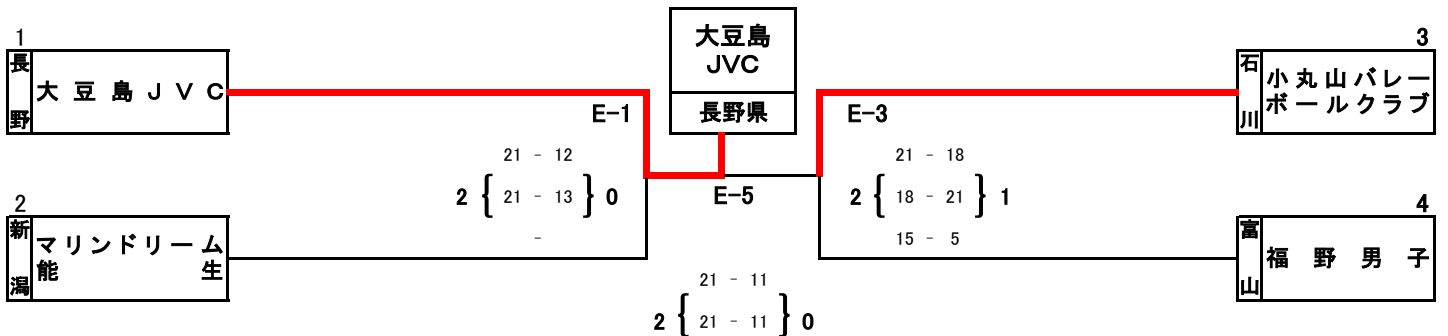 1
長野
大豆島ＪＶＣ
2
新潟
マリンドリーム
能生
大豆島
JVC
長野県
E-1
21 - 12
2 { 21 - 13 } 0
-
E-5
21 - 11
2 { 21 - 11 } 0
E-3
21 - 18
2 { 18 - 21 } 1
15 - 5
3
石川
小丸山バレー
ボールクラブ
4
富山
福野男子